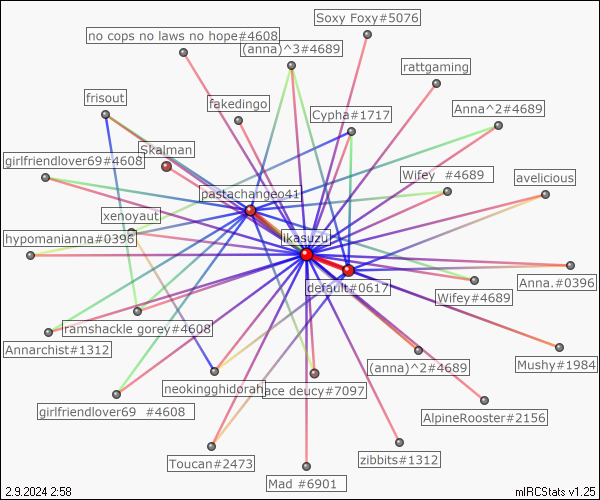 Soxy Foxy#5076
no cops no laws no hope#4608
(anna)^3#4689
rattgaming
frisout
fakedingo
Cypha#1717
Anna^2#4689
Skalman
girlfriendlover69#4608
pastachangeo41
Wifey   #4689
avelicious
xenoyaut
hypomanianna#0396
ikasuzu
default#0617
Anna.#0396
Wifey#4689
ramshackle gorey#4608
Annarchist#1312
(anna)^2#4689
Mushy#1984
neokingghidorah
ace deucy#7097
girlfriendlover69   #4608
AlpineRooster#2156
Toucan#2473
zibbits#1312
Mad   #6901
2.9.2024 2:58
mIRCStats v1.25